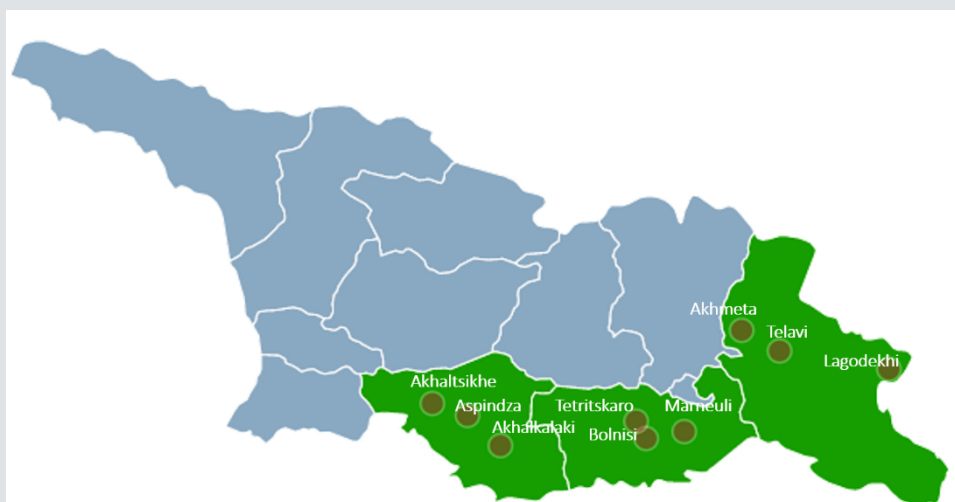 Akhmeta
Telavi
Lagodekhi
Akhaltsikhe
Aspindza
Akhalkalaki
Tetritskaro
Marneuli
Bolnisi